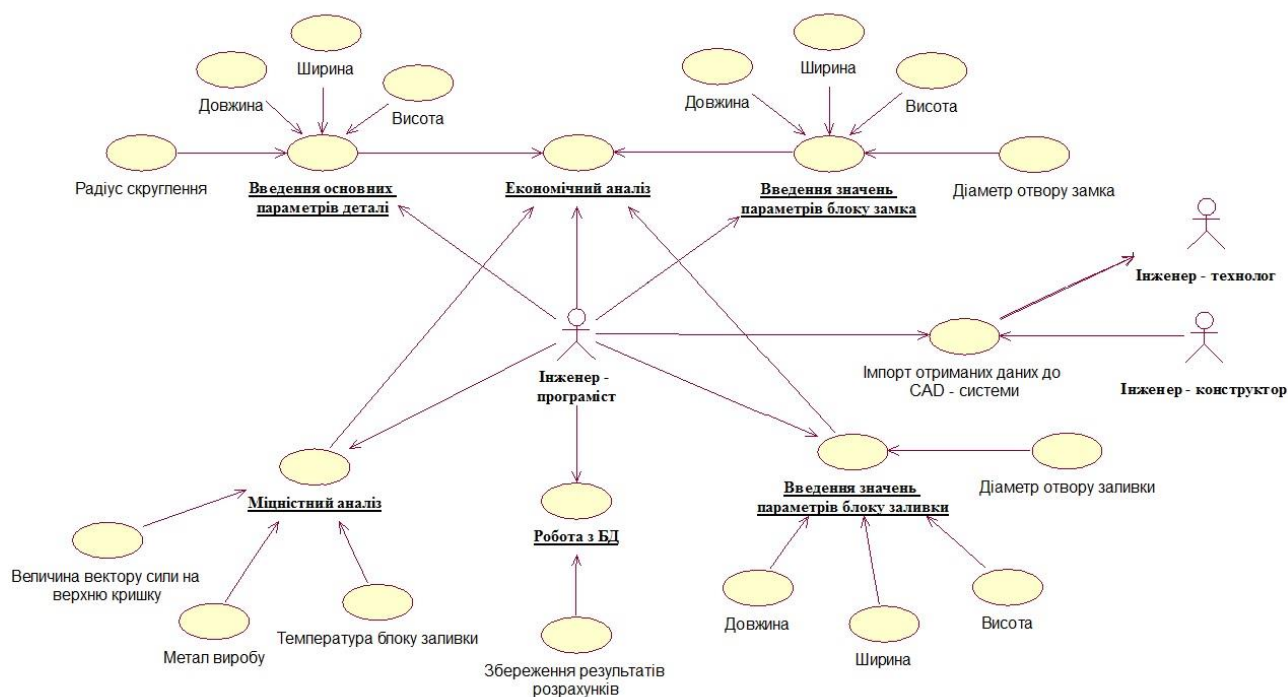 Ширина
Довжина
Висота
Радіус скруглення
Введення основних
параметрів деталі
Економічний аналіз
Ширина
Довжина
Висота
Введення значень
параметрів блоку замка
Діаметр отвору замка
Інженер - технолог
Інженер -
програміст
Імпорт отриманих даних до
CAD - системи
Інженер - конструктор
Міцністний аналіз
Величина вектору сили на
верхню кришку
Метал виробу
Температура блоку заливки
Робота з БД
Збереження результатів
розрахунків
Введення значень
параметрів блоку заливки
Діаметр отвору заливки
Довжина
Ширина
Висота